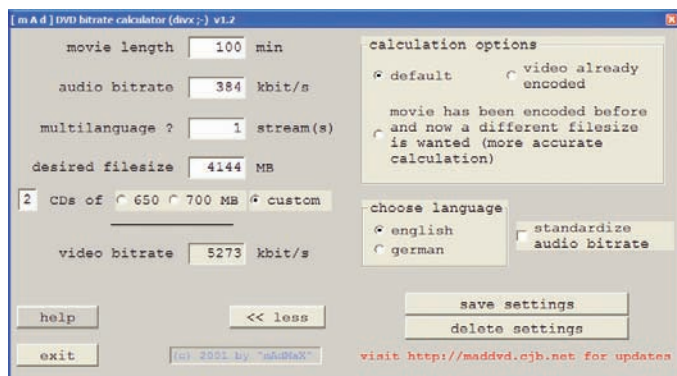 [ m A d ] DVD bitrate calculator (divx ;-) v1.2
movie length 100 min
audio bitrate 384 kbit/s
multilanguage ? 1 stream(s)
desired filesize 4144 MB
2 CDs of 650 700 MB custom
video bitrate 5273 kbit/s
help
<< less
exit
(c) 2001 by "mAdMaX"
calculation options
default
video already
encoded
movie has been encoded before
and now a different filesize
is wanted (more accurate
calculation)
choose language
english
german
standardize
audio bitrate
save settings
delete settings
visit http://maddvd.cjb.net for updates